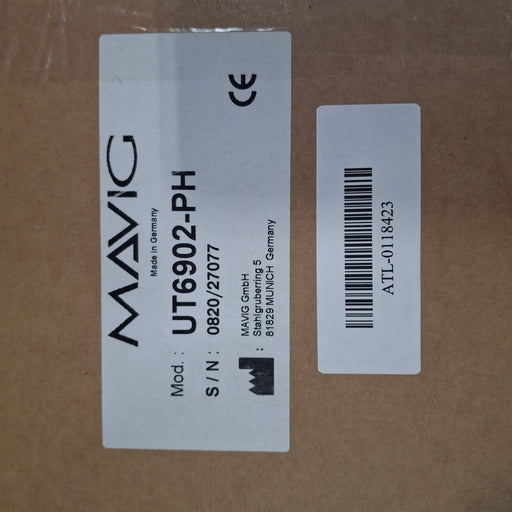 MAVIG
Made in Germany
Mod. : UT6902-PH
S / N : 0820/27077
MAVIG GmbH
: Stahlgruberring 5
81829 MUNICH Germany
CE
ATL-0118423